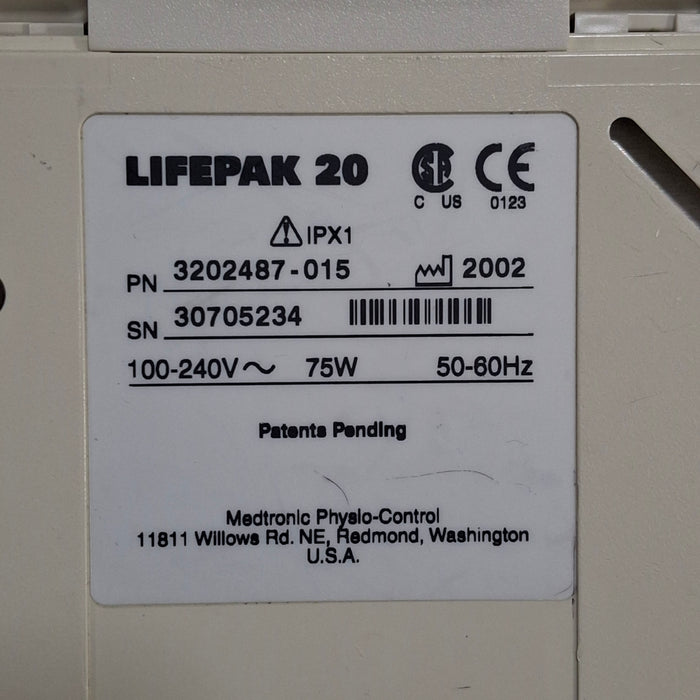 LIFEPAK 20 SA CE
C US 0123
IPX1
PN 3202487-015 2002
SN 30705234
100-240V～ 75W 50-60Hz
Patents Pending
Medtronic Physio-Control
11811 Willows Rd. NE, Redmond, Washington
U.S.A.